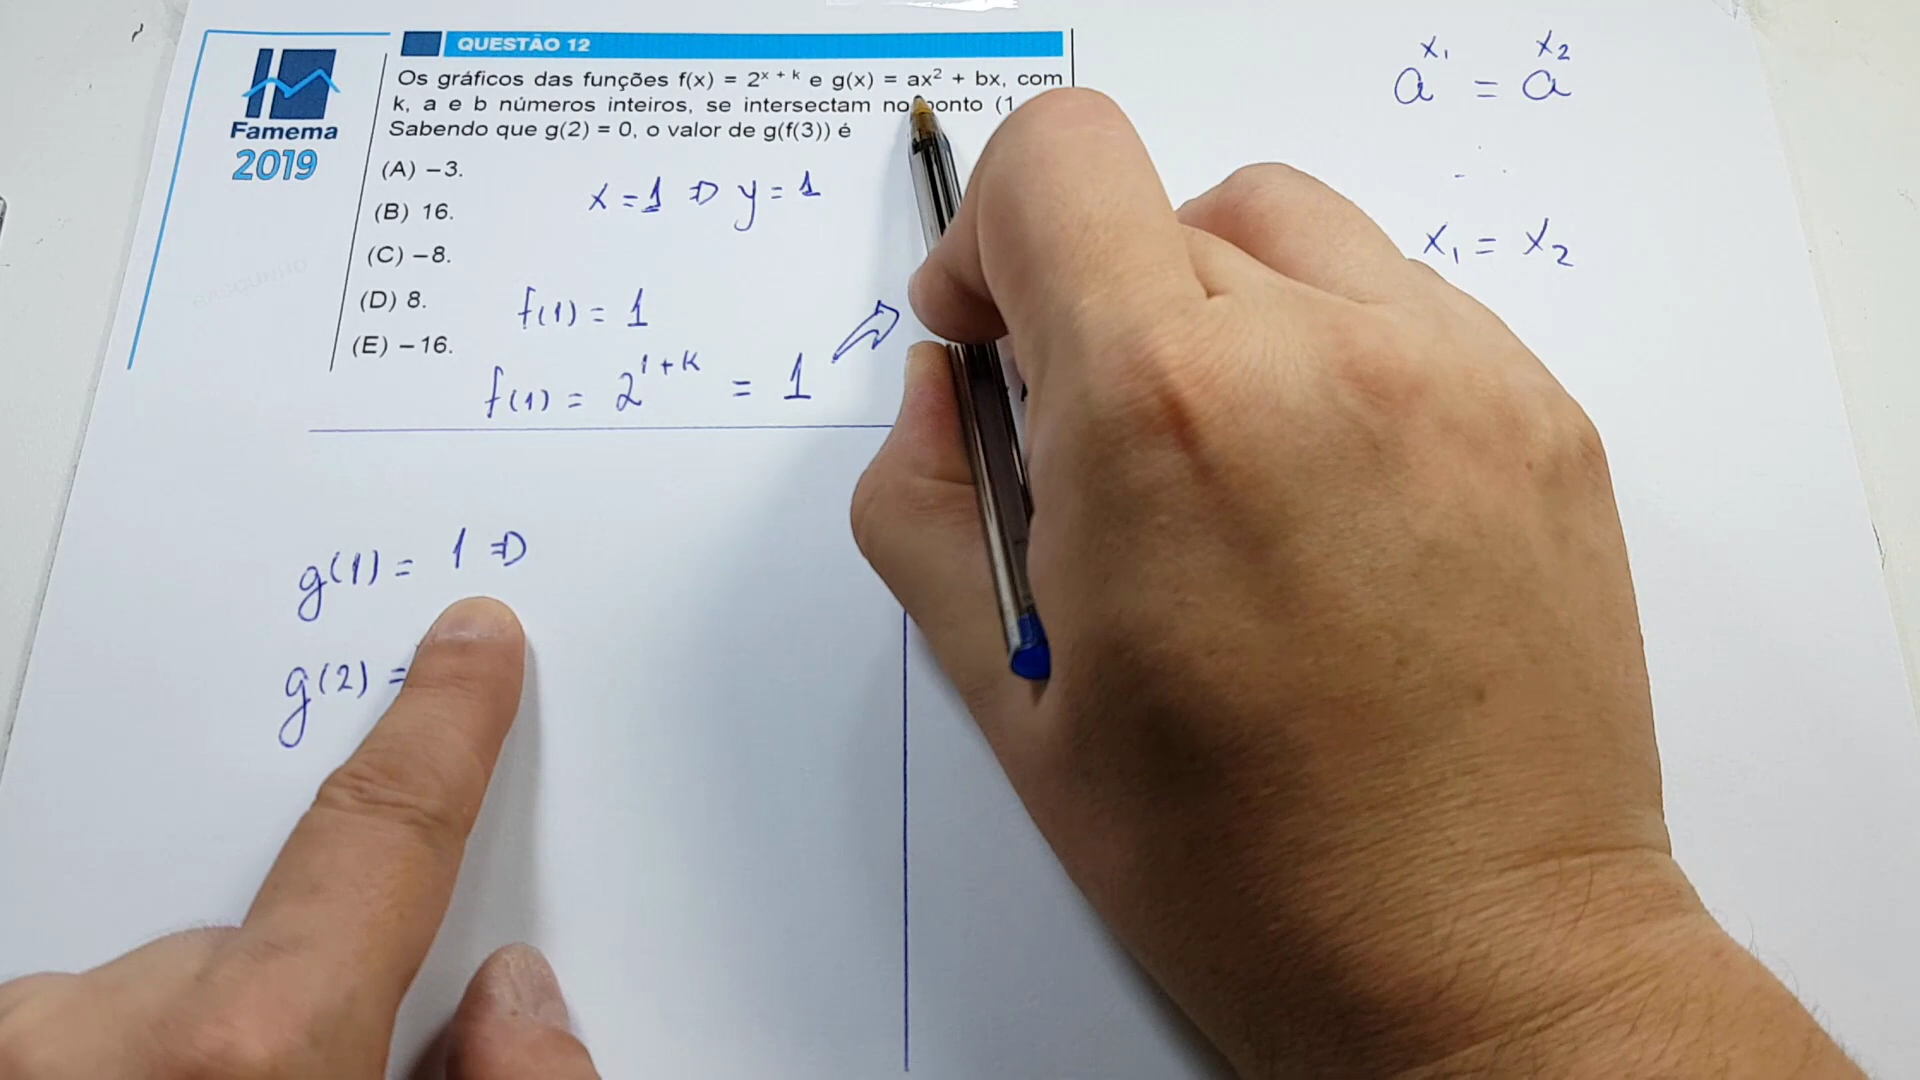 QUESTÃO 12
Os gráficos das funções f(x) = 2^{x + k} e g(x) = ax² + bx, com
k, a e b números inteiros, se intersectam no ponto (1
Sabendo que g(2) = 0, o valor de g(f(3)) é
(A) –3.
(B) 16.
(C) –8.
(D) 8.
(E) –16.
Famema
2019
x = 1 ⇒ y = 1
f(1) = 1
f(1) = 2^{1+k} = 1
g(1) = 1 ⇒
g(2) =
a^{x₁} = a^{x₂}
x₁ = x₂